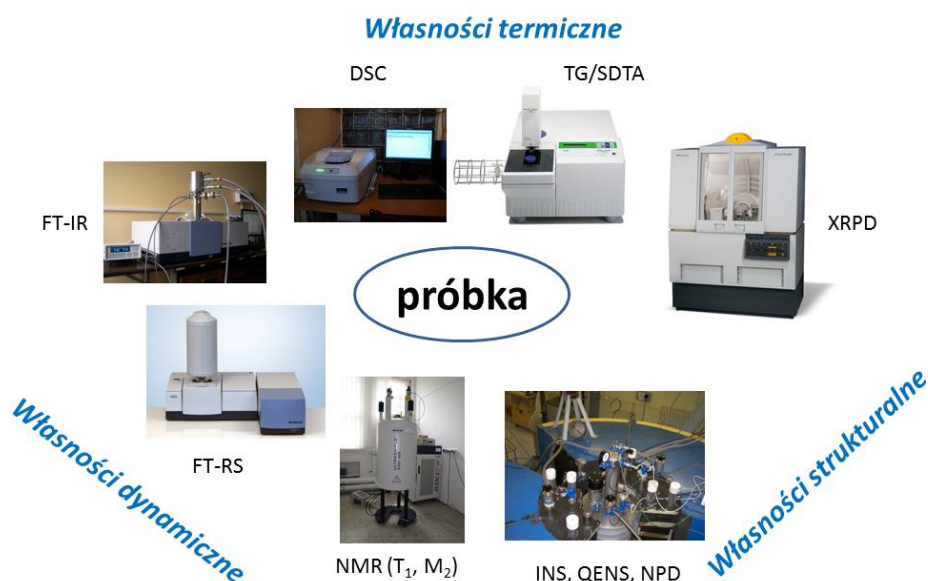 Własności termiczne
DSC
TG/SDTA
FT-IR
XRPD
próbka
FT-RS
Własności dynamiczne
Własności strukturalne
NMR (T₁, M₂)
INS, QENS, NPD